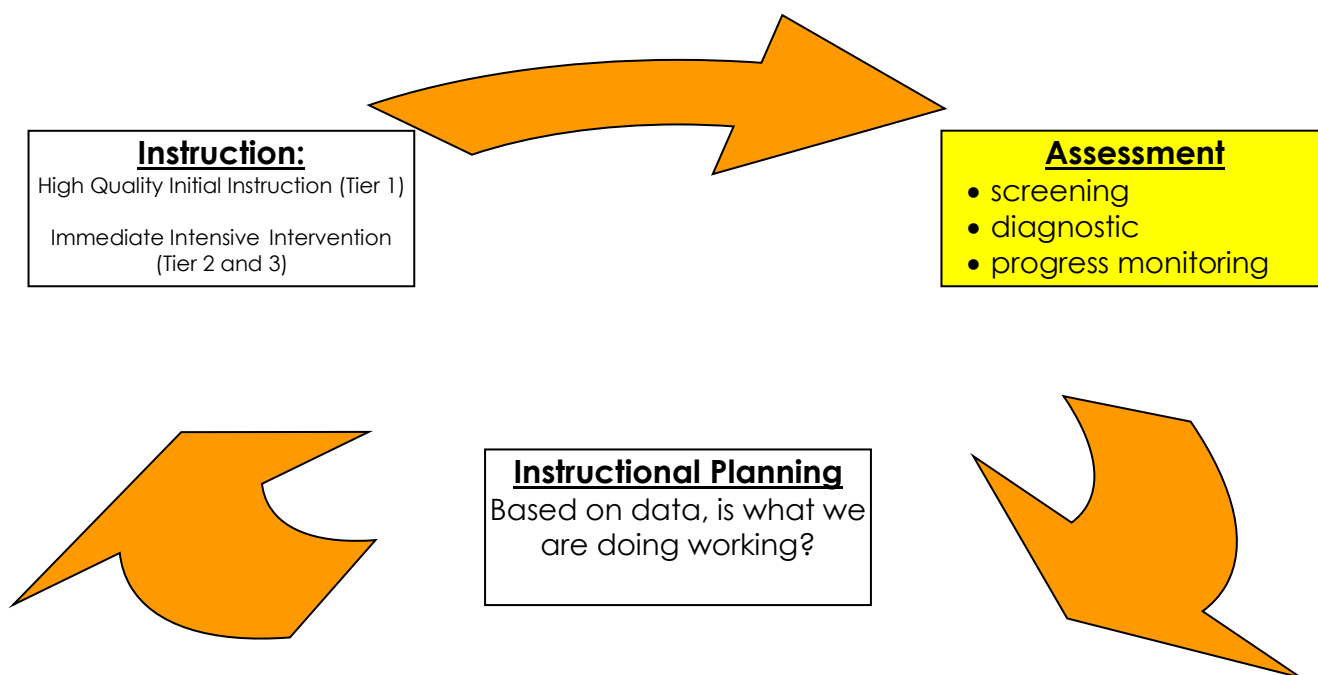 Instruction:
High Quality Initial Instruction (Tier 1)
Immediate Intensive Intervention
(Tier 2 and 3)
Assessment
• screening
• diagnostic
• progress monitoring
Instructional Planning
Based on data, is what we
are doing working?